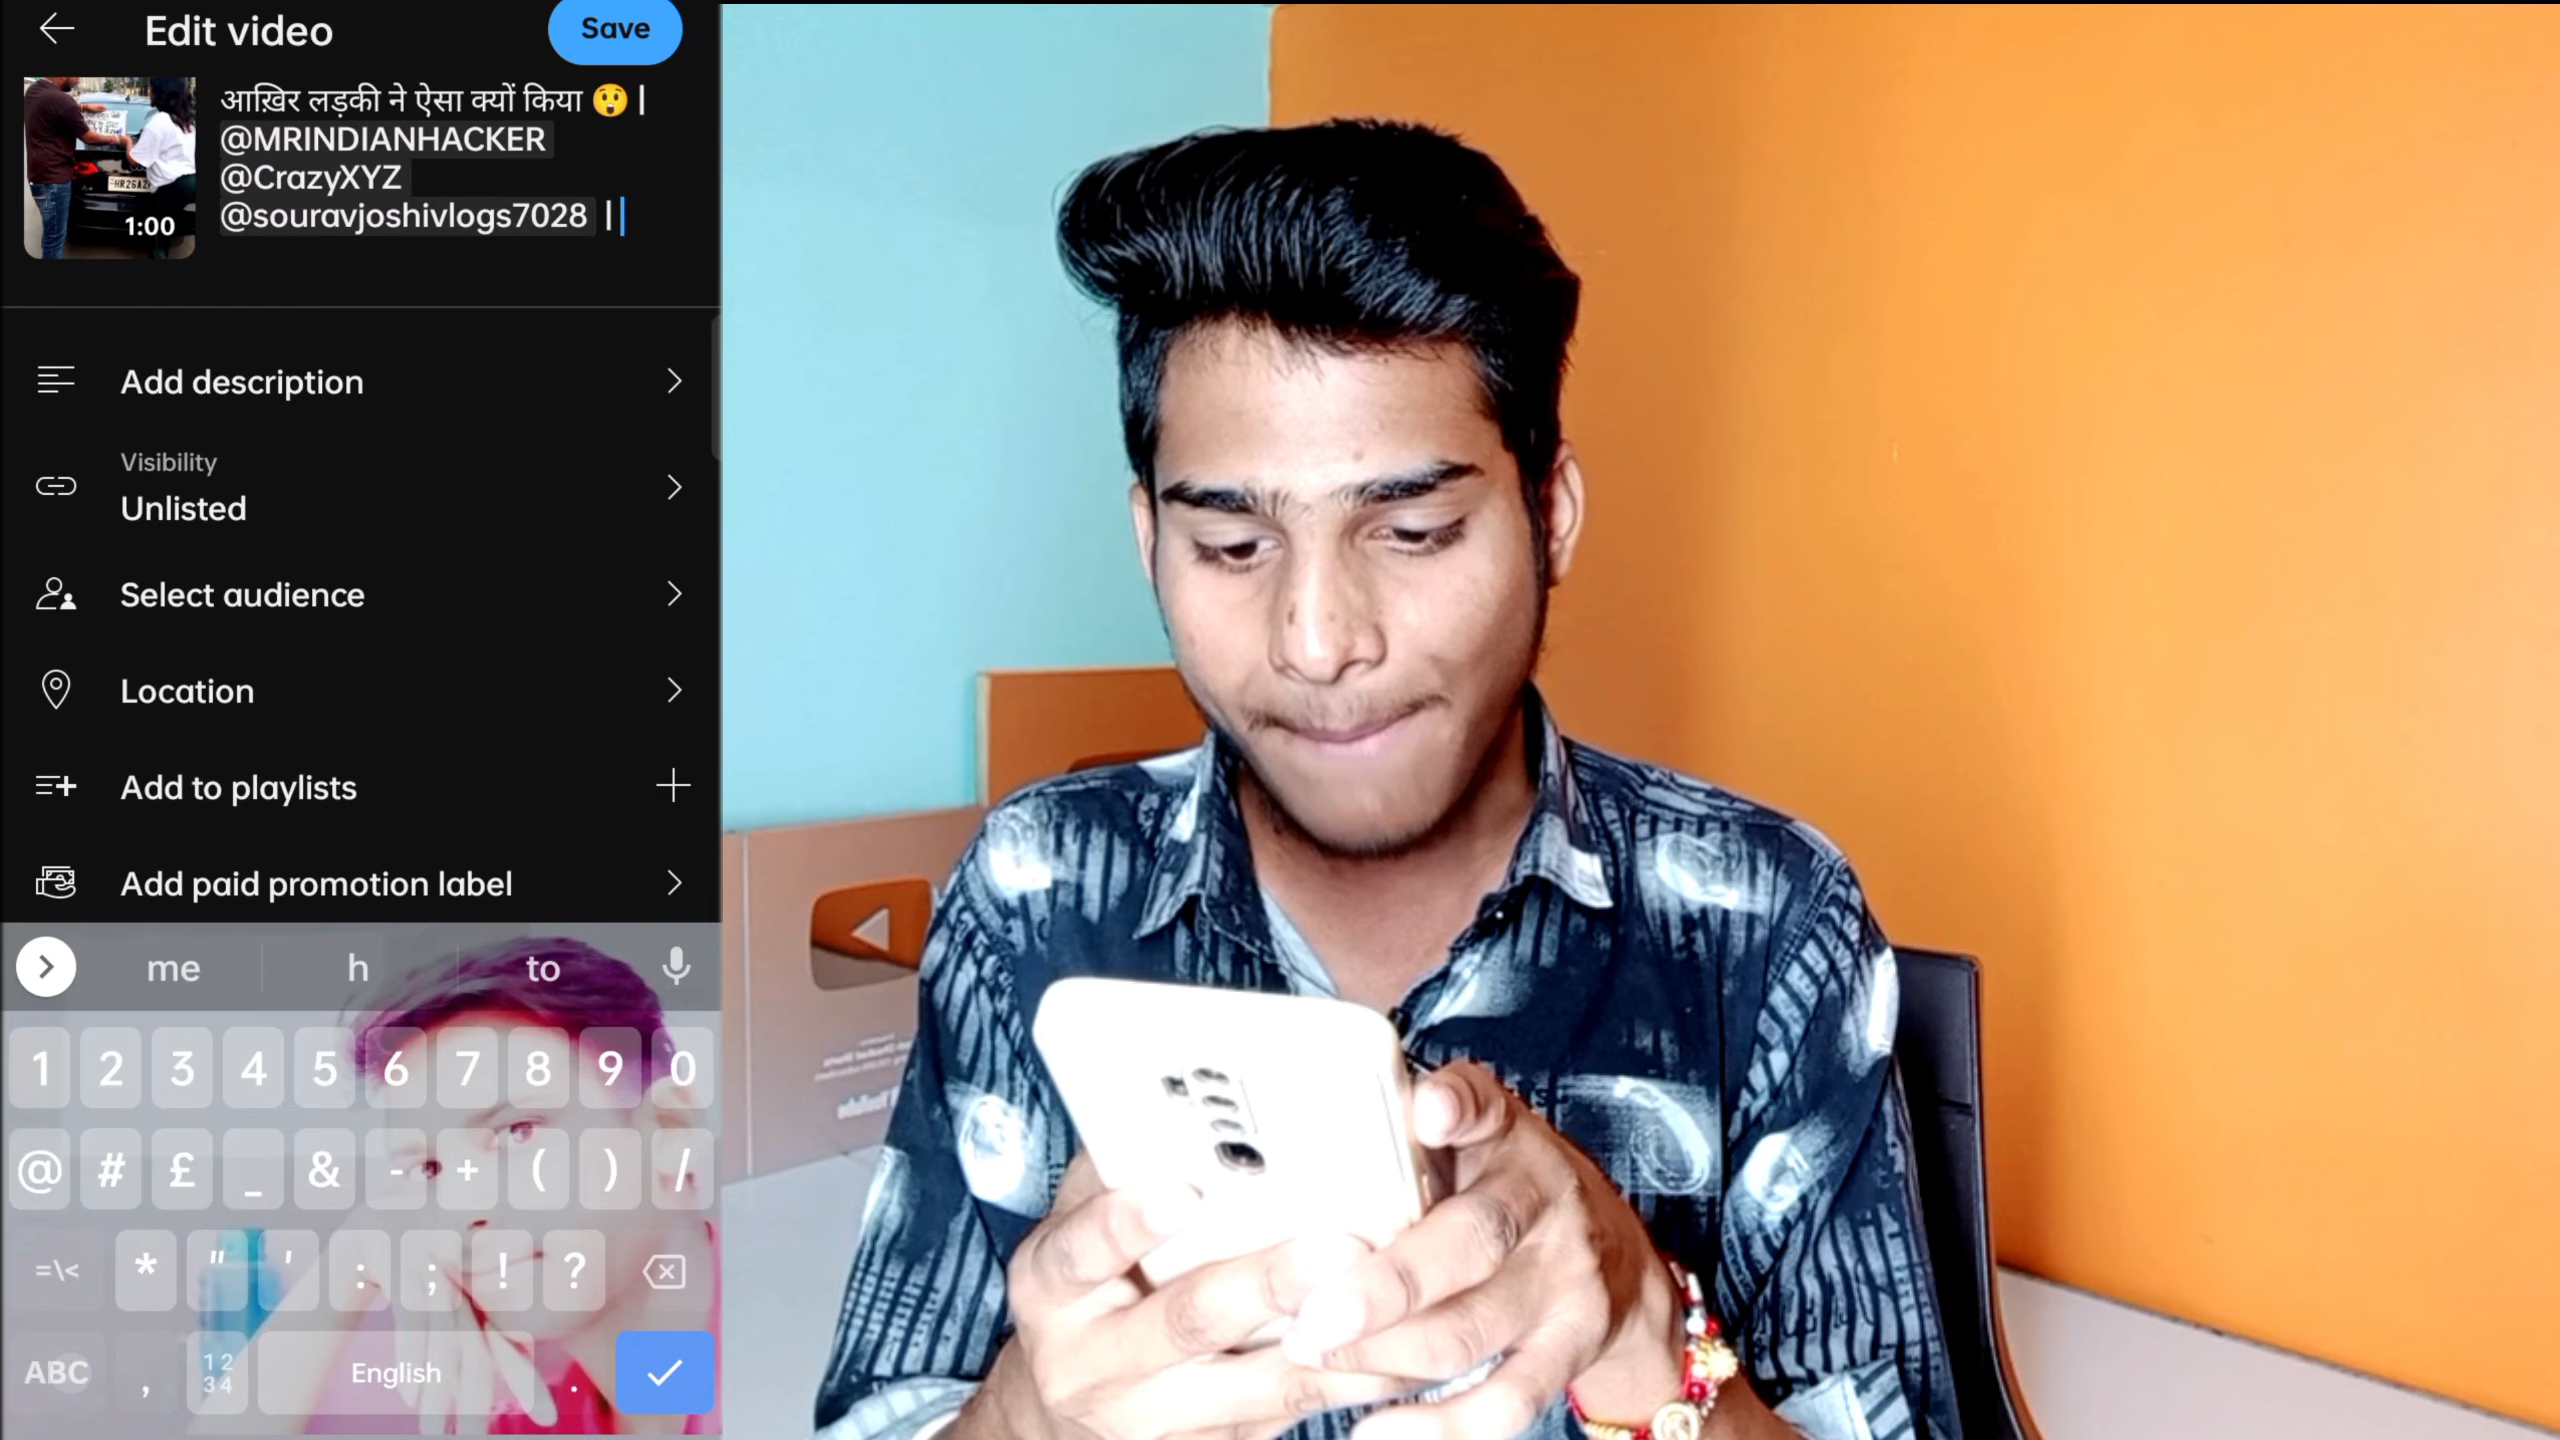 Edit video
Save
आख़िर लड़की ने ऐसा क्यों किया 😲 |
@MRINDIANHACKER
@CrazyXYZ
@souravjoshivlogs7028 |
1:00
Add description
Visibility
Unlisted
Select audience
Location
Add to playlists
Add paid promotion label
me h to
1 2 3 4 5 6 7 8 9 0
@ # £ _ & - + ( ) /
=\< * " ' : ; ! ?
ABC , 12 34 English .